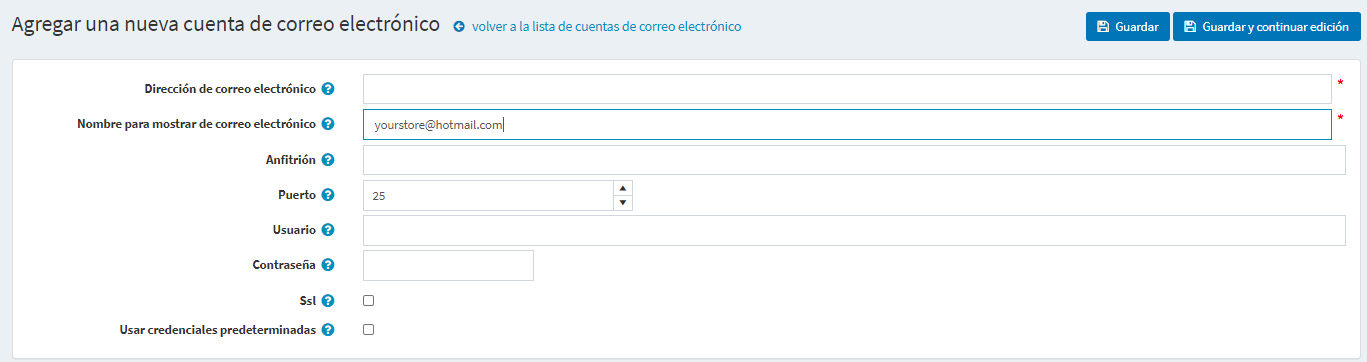 Agregar una nueva cuenta de correo electrónico volver a la lista de cuentas de correo electrónico Guardar Guardar y continuar edición
Dirección de correo electrónico ? *
Nombre para mostrar de correo electrónico ? yourstore@hotmail.com *
Anfitrión ?
Puerto ? 25
Usuario ?
Contraseña ?
Ssl ?
Usar credenciales predeterminadas ?